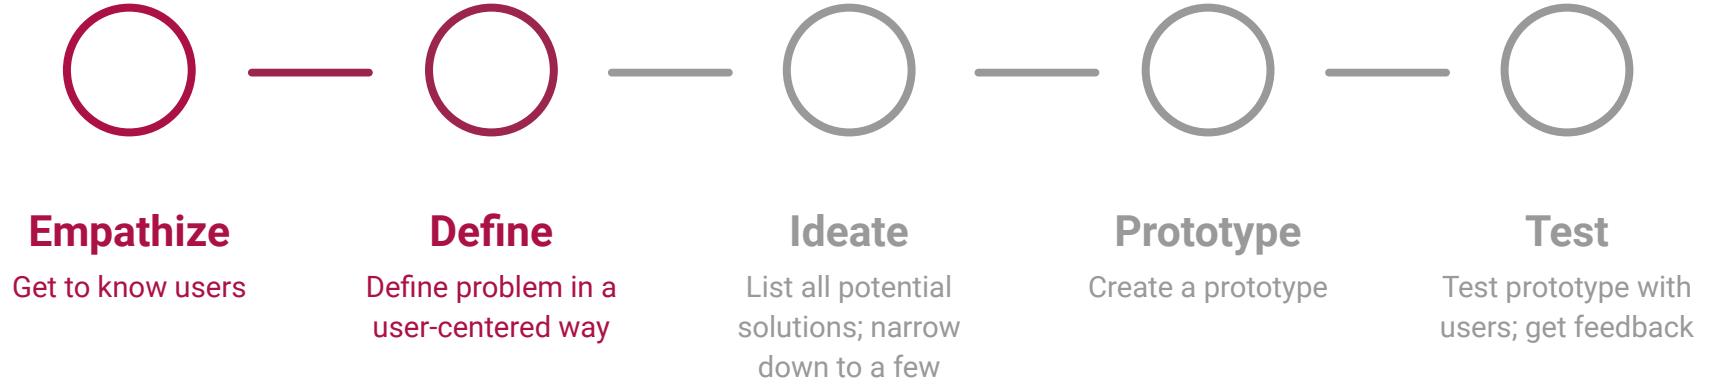 Empathize
Get to know users
Define
Define problem in a
user-centered way
Ideate
List all potential
solutions; narrow
down to a few
Prototype
Create a prototype
Test
Test prototype with
users; get feedback